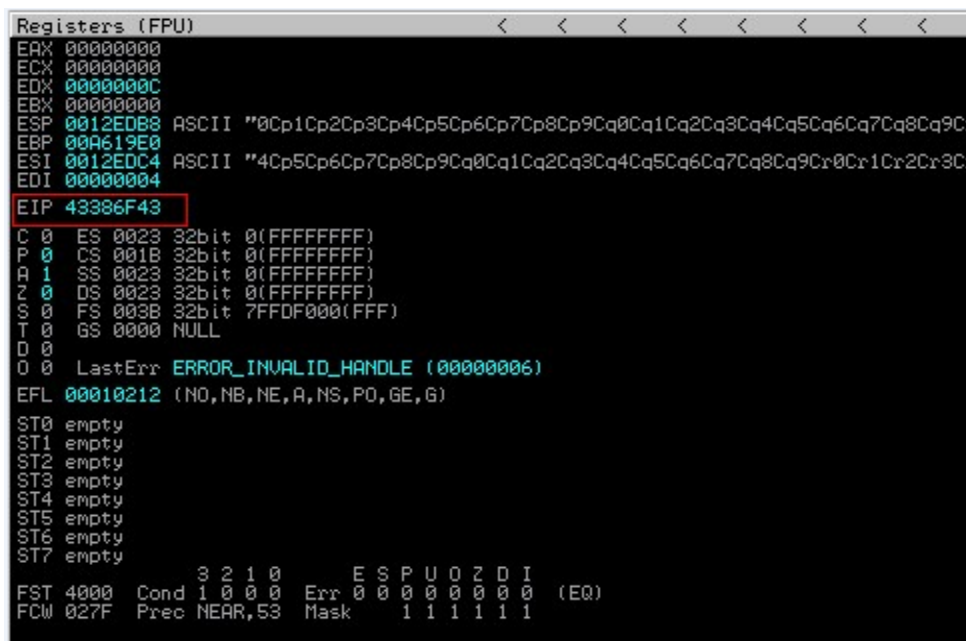 Registers (FPU) < < < < < < < <
EAX 00000000
ECX 00000000
EDX 0000000C
EBX 00000000
ESP 0012EDB8 ASCII "0Cp1Cp2Cp3Cp4Cp5Cp6Cp7Cp8Cp9Cq0Cq1Cq2Cq3Cq4Cq5Cq6Cq7Cq8Cq9C
EBP 00A619E0
ESI 0012EDC4 ASCII "4Cp5Cp6Cp7Cp8Cp9Cq0Cq1Cq2Cq3Cq4Cq5Cq6Cq7Cq8Cq9Cr0Cr1Cr2Cr3C
EDI 00000004
EIP 43386F43
C 0 ES 0023 32bit 0(FFFFFFFF)
P 0 CS 001B 32bit 0(FFFFFFFF)
A 1 SS 0023 32bit 0(FFFFFFFF)
Z 0 DS 0023 32bit 0(FFFFFFFF)
S 0 FS 003B 32bit 7FFDF000(FFF)
T 0 GS 0000 NULL
D 0
O 0 LastErr ERROR_INVALID_HANDLE (00000006)
EFL 00010212 (NO,NB,NE,A,NS,PO,GE,G)
ST0 empty
ST1 empty
ST2 empty
ST3 empty
ST4 empty
ST5 empty
ST6 empty
ST7 empty
3 2 1 0 E S P U O Z D I
FST 4000 Cond 1 0 0 0 Err 0 0 0 0 0 0 0 0 (EQ)
FCW 027F Prec NEAR,53 Mask 1 1 1 1 1 1